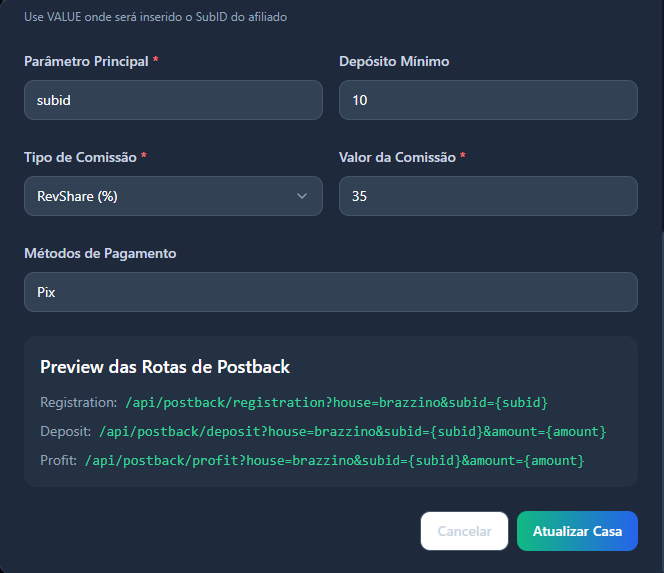 Use VALUE onde será inserido o SubID do afiliado
Parâmetro Principal * Depósito Mínimo
subid 10
Tipo de Comissão * Valor da Comissão *
RevShare (%) 35
Métodos de Pagamento
Pix
Preview das Rotas de Postback
Registration: /api/postback/registration?house=brazzino&subid={subid}
Deposit: /api/postback/deposit?house=brazzino&subid={subid}&amount={amount}
Profit: /api/postback/profit?house=brazzino&subid={subid}&amount={amount}
Cancelar Atualizar Casa